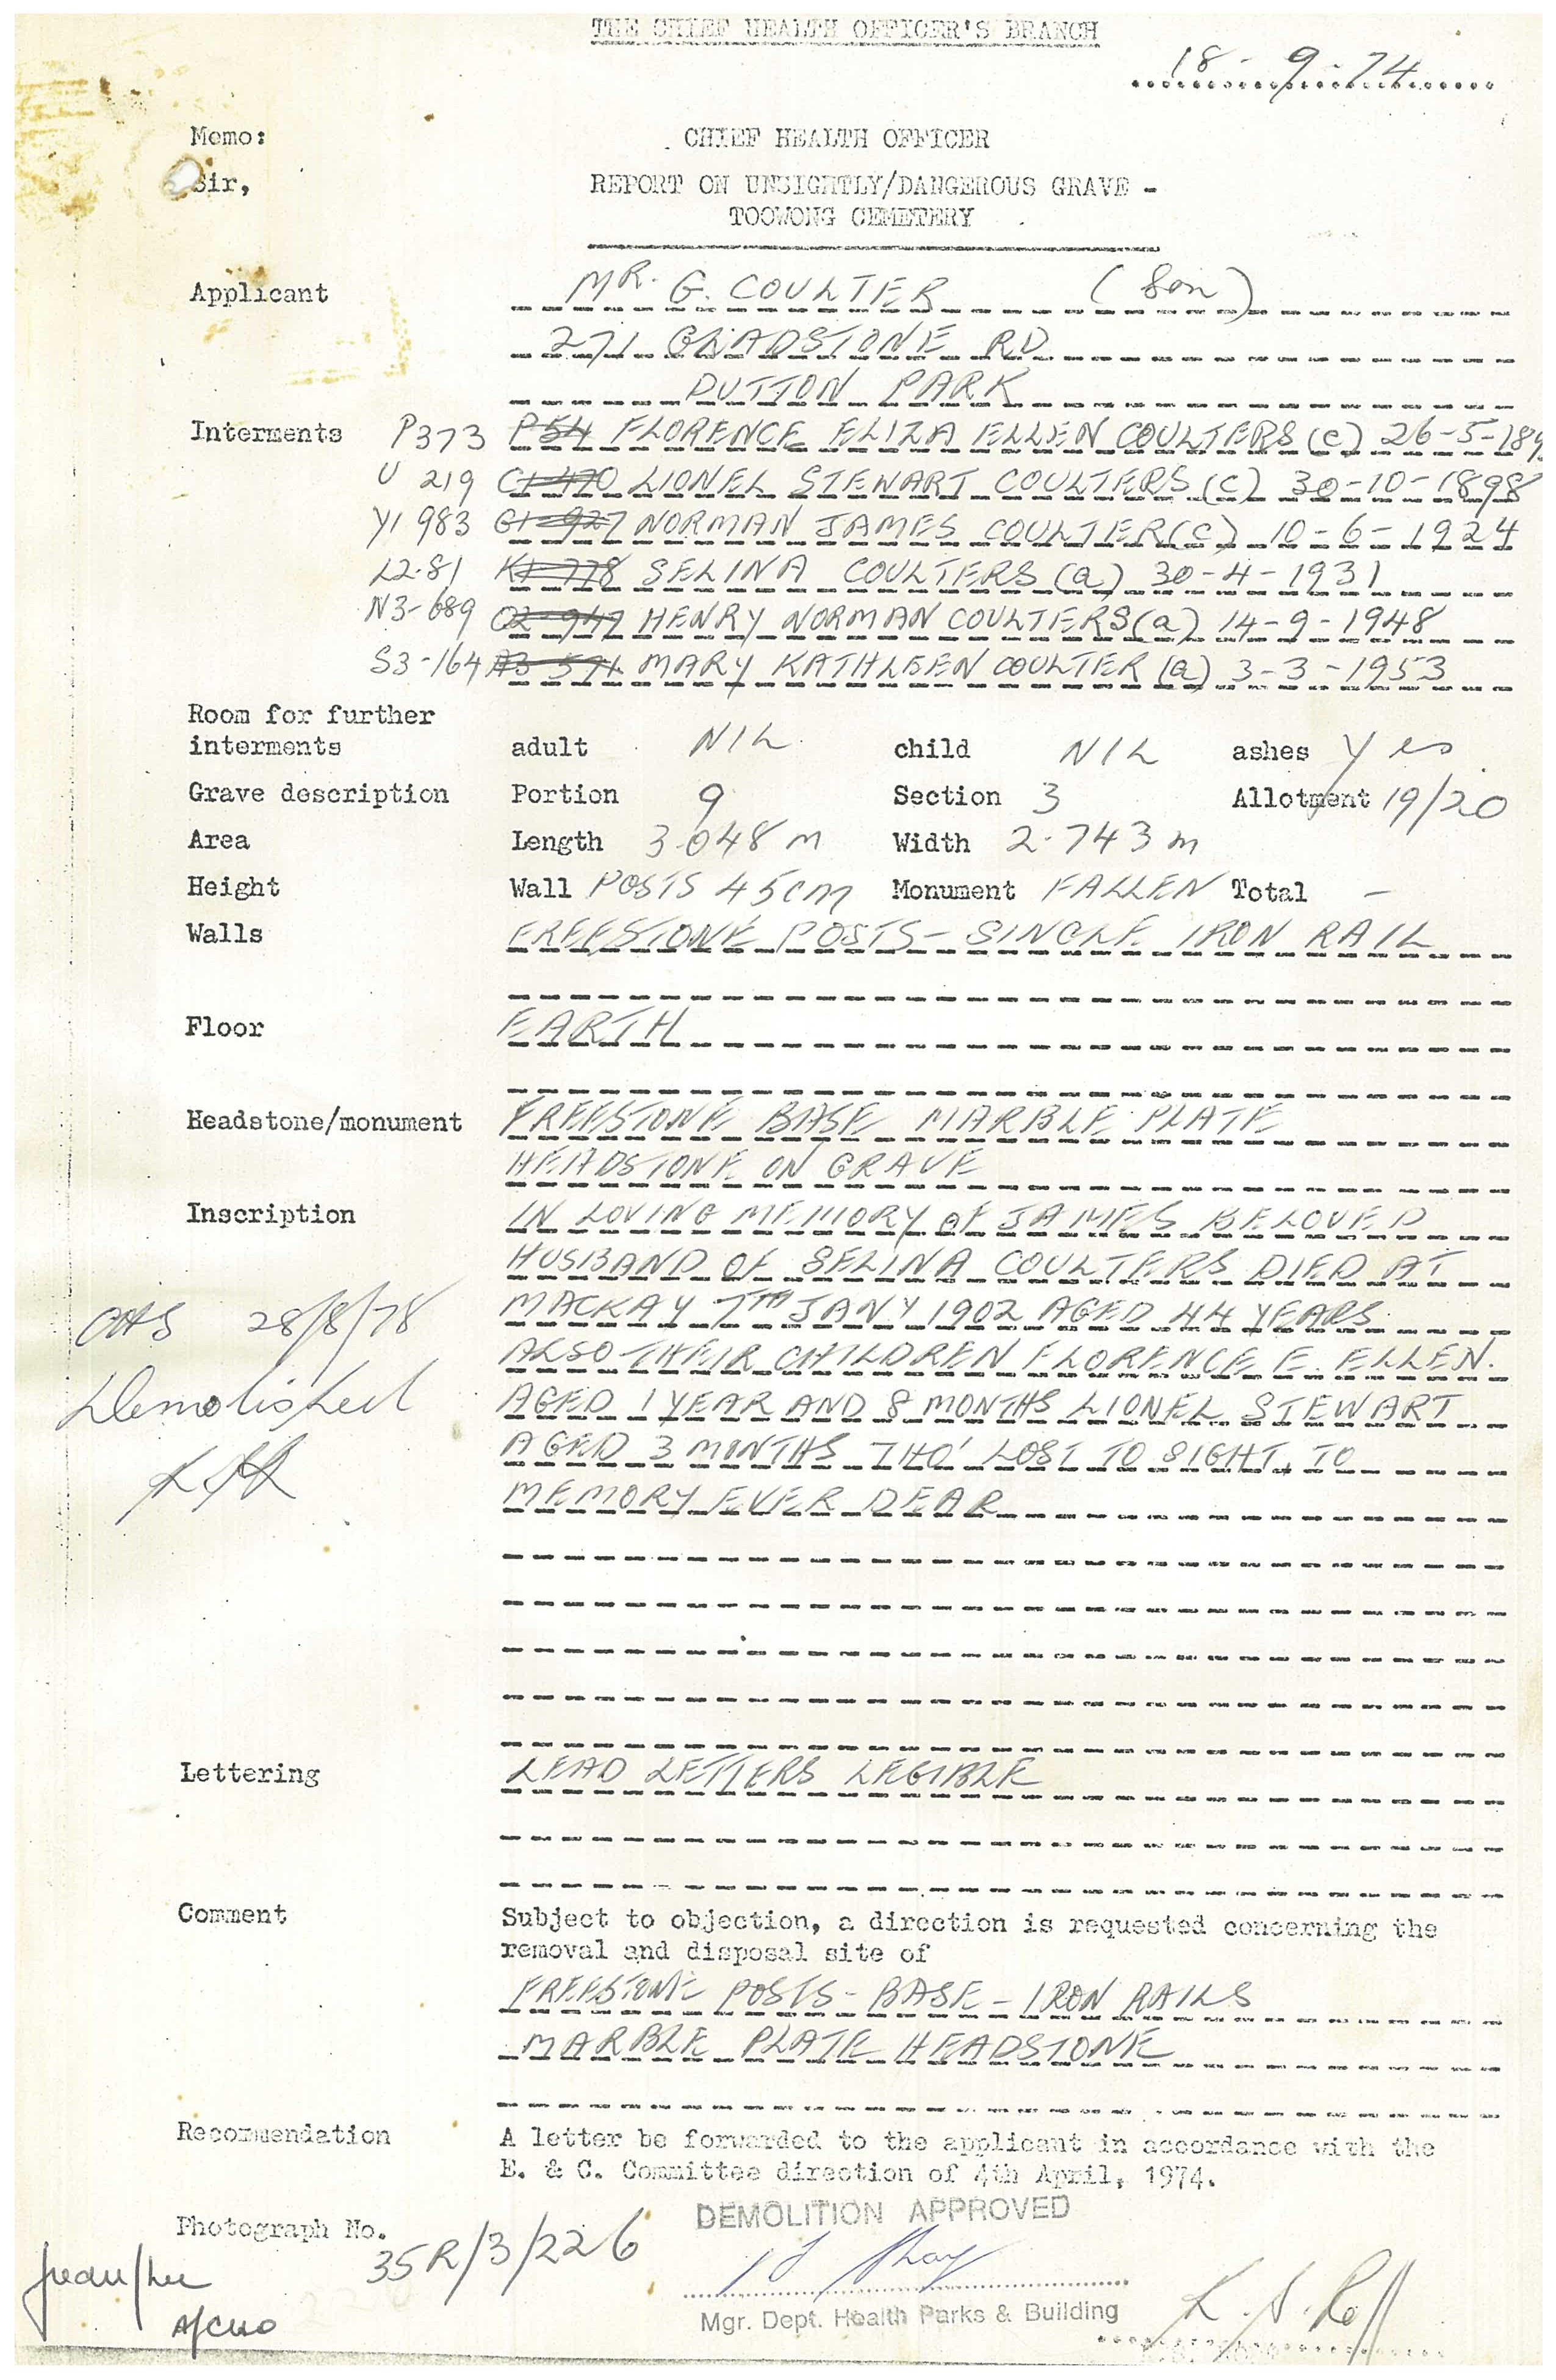 THE CHIEF HEALTH OFFICER'S BRANCH
18-9-74
Memo: CHIEF HEALTH OFFICER
Sir, REPORT ON UNSIGHTLY/DANGEROUS GRAVE -
TOOWONG CEMETERY
Applicant MR. G. COULTER (Son)
271 GLADSTONE RD
DUTTON PARK
Interments P373 P54 FLORENCE ELIZA ELLEN COULTERS (c) 26-5-189
U 219 C1-470 LIONEL STEWART COULTERS (C) 30-10-1898
Y1 983 G1-927 NORMAN JAMES COULTER (C) 10-6-1924
L2-81 K1-778 SELINA COULTERS (a) 30-4-1931
N3-689 O2-947 HENRY NORMAN COULTERS (a) 14-9-1948
S3-164 A3 571 MARY KATHLEEN COULTER (a) 3-3-1953
Room for further
interments adult NIL child NIL ashes Yes
Grave description Portion 9 Section 3 Allotment 19/20
Area Length 3.048 m Width 2.743 m
Height Wall POSTS 45cm Monument FALLEN Total -
Walls FREESTONE POSTS - SINGLE IRON RAIL
Floor EARTH
Headstone/monument FREESTONE BASE MARBLE PLATE
HEADSTONE ON GRAVE
Inscription IN LOVING MEMORY OF JAMES BELOVED
HUSBAND OF SELINA COULTERS DIED AT
MACKAY 7TH JANY 1902 AGED 44 YEARS
ALSO THEIR CHILDREN FLORENCE E. ELLEN.
AGED 1 YEAR AND 8 MONTHS LIONEL STEWART
AGED 3 MONTHS THO' LOST TO SIGHT, TO
MEMORY EVER DEAR
28/8/78
Demolished
Lettering LEAD LETTERS LEGIBLE
Comment Subject to objection, a direction is requested concerning the
removal and disposal site of
FREESTONE POSTS - BASE - IRON RAILS
MARBLE PLATE HEADSTONE
Recommendation A letter be forwarded to the applicant in accordance with the
E. & C. Committee direction of 4th April, 1974.
DEMOLITION APPROVED
Photograph No. 35R/3/226
Mgr. Dept. Health Parks & Building
A/CHO